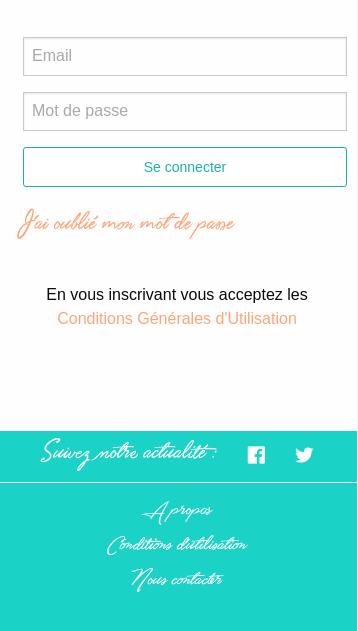 Email
Mot de passe
Se connecter
J'ai oublié mon mot de passe
En vous inscrivant vous acceptez les
Conditions Générales d'Utilisation
Suivez notre actualité :
A propos
Conditions d'utilisation
Nous contacter